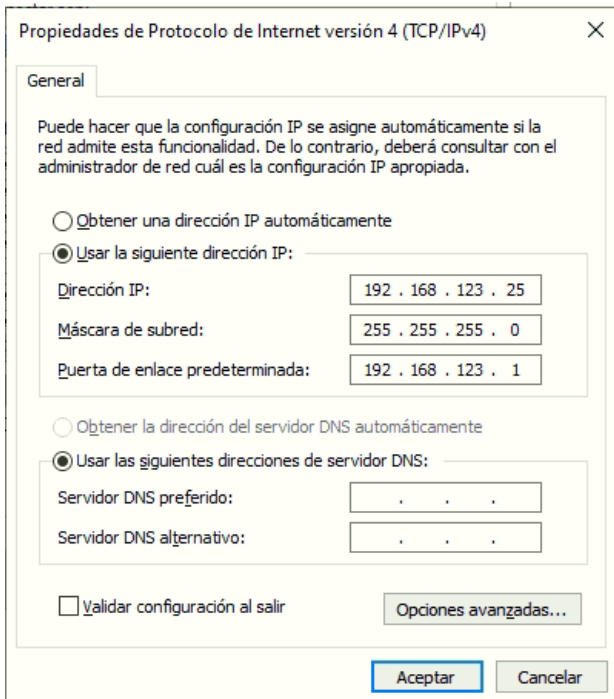 Propiedades de Protocolo de Internet versión 4 (TCP/IPv4)
General
Puede hacer que la configuración IP se asigne automáticamente si la
red admite esta funcionalidad. De lo contrario, deberá consultar con el
administrador de red cuál es la configuración IP apropiada.
Obtener una dirección IP automáticamente
Usar la siguiente dirección IP:
Dirección IP: 192 . 168 . 123 . 25
Máscara de subred: 255 . 255 . 255 . 0
Puerta de enlace predeterminada: 192 . 168 . 123 . 1
Obtener la dirección del servidor DNS automáticamente
Usar las siguientes direcciones de servidor DNS:
Servidor DNS preferido: . . .
Servidor DNS alternativo: . . .
Validar configuración al salir
Opciones avanzadas...
Aceptar Cancelar